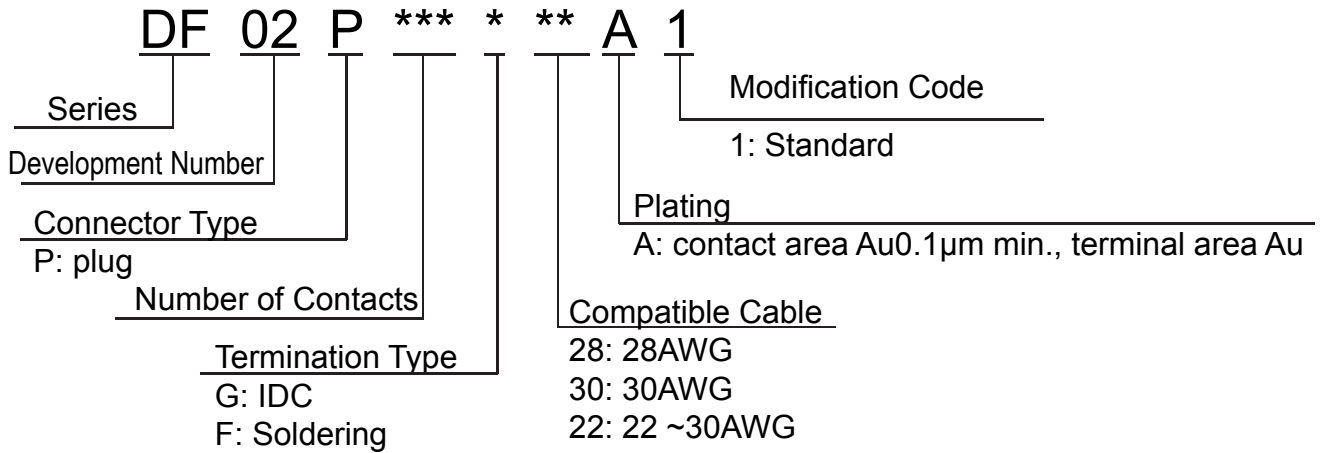 DF 02 P *** * ** A 1
Modification Code
1: Standard
Series
Development Number
Plating
A: contact area Au0.1µm min., terminal area Au
Connector Type
P: plug
Number of Contacts
Compatible Cable
28: 28AWG
30: 30AWG
22: 22 ~30AWG
Termination Type
G: IDC
F: Soldering